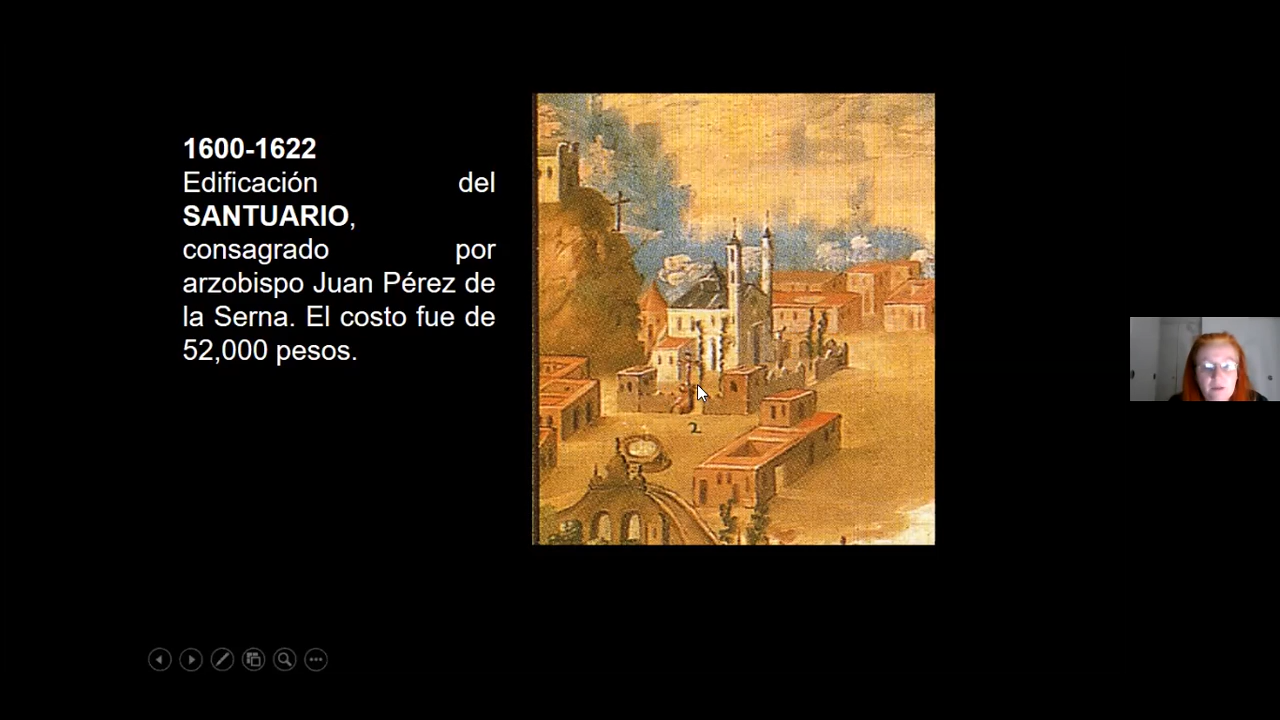 1600-1622
Edificación del
SANTUARIO,
consagrado por
arzobispo Juan Pérez de
la Serna. El costo fue de
52,000 pesos.
2